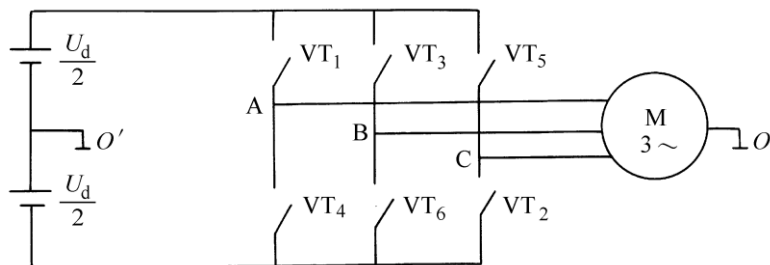 U_d/2
VT_1
VT_3
VT_5
A
B
C
M
3~
O
O'
U_d/2
VT_4
VT_6
VT_2